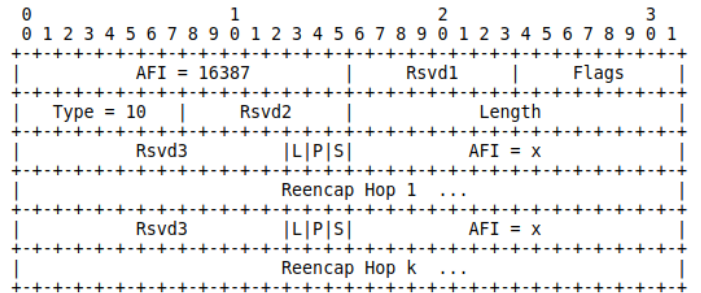 0                   1                   2                   3
 0 1 2 3 4 5 6 7 8 9 0 1 2 3 4 5 6 7 8 9 0 1 2 3 4 5 6 7 8 9 0 1
+-+-+-+-+-+-+-+-+-+-+-+-+-+-+-+-+-+-+-+-+-+-+-+-+-+-+-+-+-+-+-+-+
|           AFI = 16387         |     Rsvd1     |     Flags     |
+-+-+-+-+-+-+-+-+-+-+-+-+-+-+-+-+-+-+-+-+-+-+-+-+-+-+-+-+-+-+-+-+
|   Type = 10   |     Rsvd2     |            Length             |
+-+-+-+-+-+-+-+-+-+-+-+-+-+-+-+-+-+-+-+-+-+-+-+-+-+-+-+-+-+-+-+-+
|           Rsvd3         |L|P|S|           AFI = x             |
+-+-+-+-+-+-+-+-+-+-+-+-+-+-+-+-+-+-+-+-+-+-+-+-+-+-+-+-+-+-+-+-+
|                         Reencap Hop 1  ...                    |
+-+-+-+-+-+-+-+-+-+-+-+-+-+-+-+-+-+-+-+-+-+-+-+-+-+-+-+-+-+-+-+-+
|           Rsvd3         |L|P|S|           AFI = x             |
+-+-+-+-+-+-+-+-+-+-+-+-+-+-+-+-+-+-+-+-+-+-+-+-+-+-+-+-+-+-+-+-+
|                         Reencap Hop k  ...                    |
+-+-+-+-+-+-+-+-+-+-+-+-+-+-+-+-+-+-+-+-+-+-+-+-+-+-+-+-+-+-+-+-+